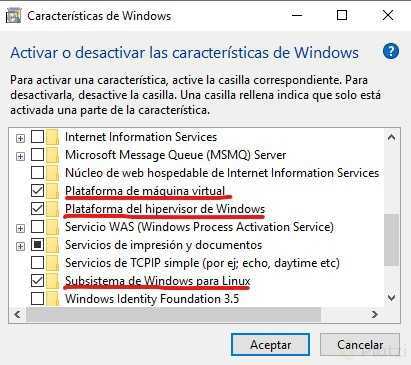 Características de Windows
Activar o desactivar las características de Windows
Para activar una característica, active la casilla correspondiente. Para
desactivarla, desactive la casilla. Una casilla rellena indica que solo está
activada una parte de la característica.
Internet Information Services
Microsoft Message Queue (MSMQ) Server
Núcleo de web hospedable de Internet Information Services
Plataforma de máquina virtual
Plataforma del hipervisor de Windows
Servicio WAS (Windows Process Activation Service)
Servicios de impresión y documentos
Servicios de TCPIP simple (por ej; echo, daytime etc)
Subsistema de Windows para Linux
Windows Identity Foundation 3.5
Aceptar
Cancelar
Platzi